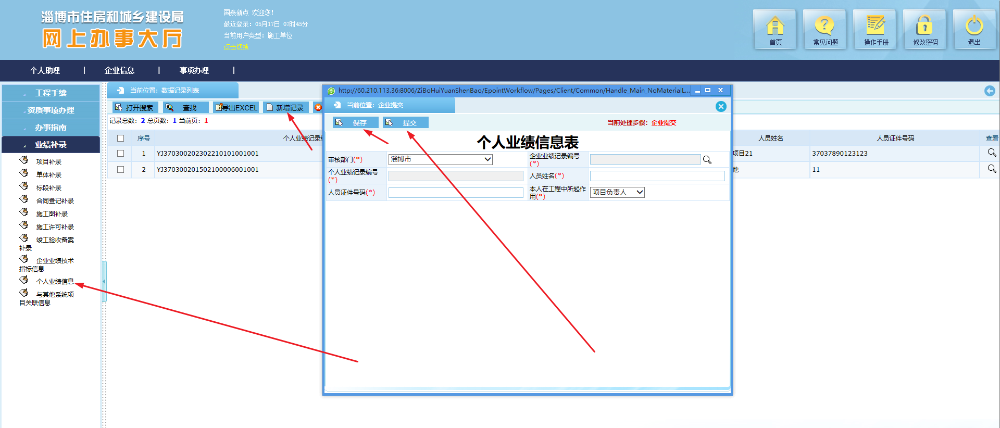 淄博市住房和城乡建设局
网上办事大厅
国泰新点 欢迎您!
最近登录：05月17日 07时45分
当前用户类型：施工单位
点击切换
首页
常见问题
操作手册
修改密码
退出
个人助理 | 企业信息 | 事项办理 |
工程手续
资质事项办理
办事指南
业绩补录
项目补录
单体补录
标段补录
合同登记补录
施工图补录
施工许可补录
竣工验收备案
补录
企业业绩技术
指标信息
个人业绩信息
与其他系统项
目关联信息
当前位置：数据记录列表
打开搜索 查找 导出EXCEL 新增记录
记录总数：2 总页数：1 当前页：1
序号 个人业绩记录 人员姓名 人员证件号码 查看
1 YJ370300202302210101001001 项目21 37037890123123
2 YJ370300201502100006001001 他 11
http://60.210.113.36:8006/ZiBoHuiYuanShenBao/EpointWorkflow/Pages/Client/Common/Handle_Main_NoMaterialL...
当前位置：企业提交
保存 提交 当前处理步骤：企业提交
个人业绩信息表
审核部门(*) 淄博市 企业业绩记录编号
(*)
个人业绩记录编号
(*) 人员姓名(*)
人员证件号码(*) 本人在工程中所起作
用(*) 项目负责人